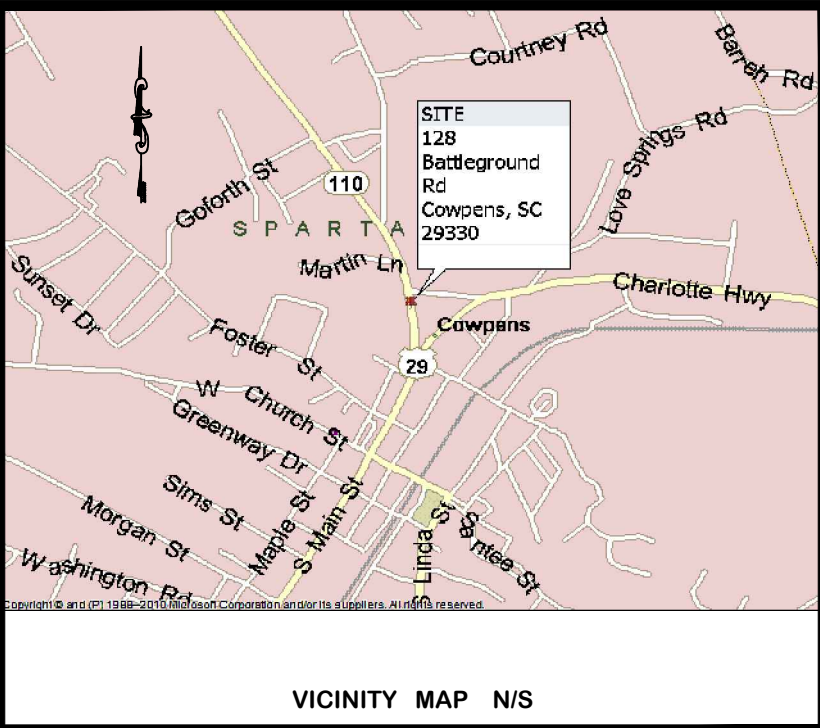 Courtney Rd
Barren Rd
SITE
128
Battleground
Rd
Cowpens, SC
29330
Love Springs Rd
Goforth St
110
S P A R T A
Martin Ln
Sunset Dr
Charlotte Hwy
Cowpens
Foster St
29
W Church St
Greenway Dr
Sims St
Morgan St
Maple St
S Main St
S Linda St
Santee St
Washington Rd
Copyright © and (P) 1988–2010 Microsoft Corporation and/or its suppliers. All rights reserved.
VICINITY MAP N/S